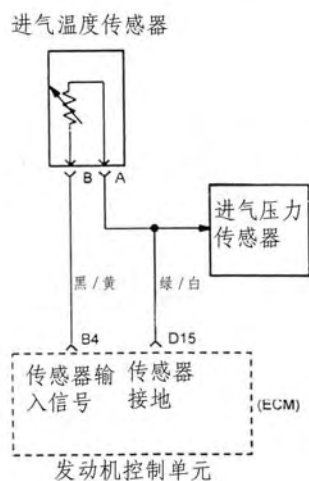 进气温度传感器
B
A
进气压力
传感器
黑/黄
绿/白
B4
D15
传感器输
入信号
传感器
接地
(ECM)
发动机控制单元